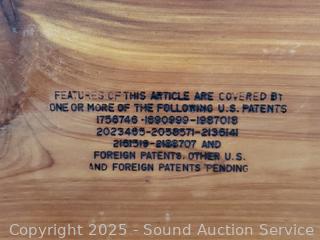 FEATURES OF THIS ARTICLE ARE COVERED BY
ONE OR MORE OF THE FOLLOWING U.S. PATENTS
1756746-1890999-1987018
2023465-2058571-2136141
2161519-2188707 AND
FOREIGN PATENTS, OTHER U.S.
AND FOREIGN PATENTS PENDING
Copyright 2025 - Sound Auction Service